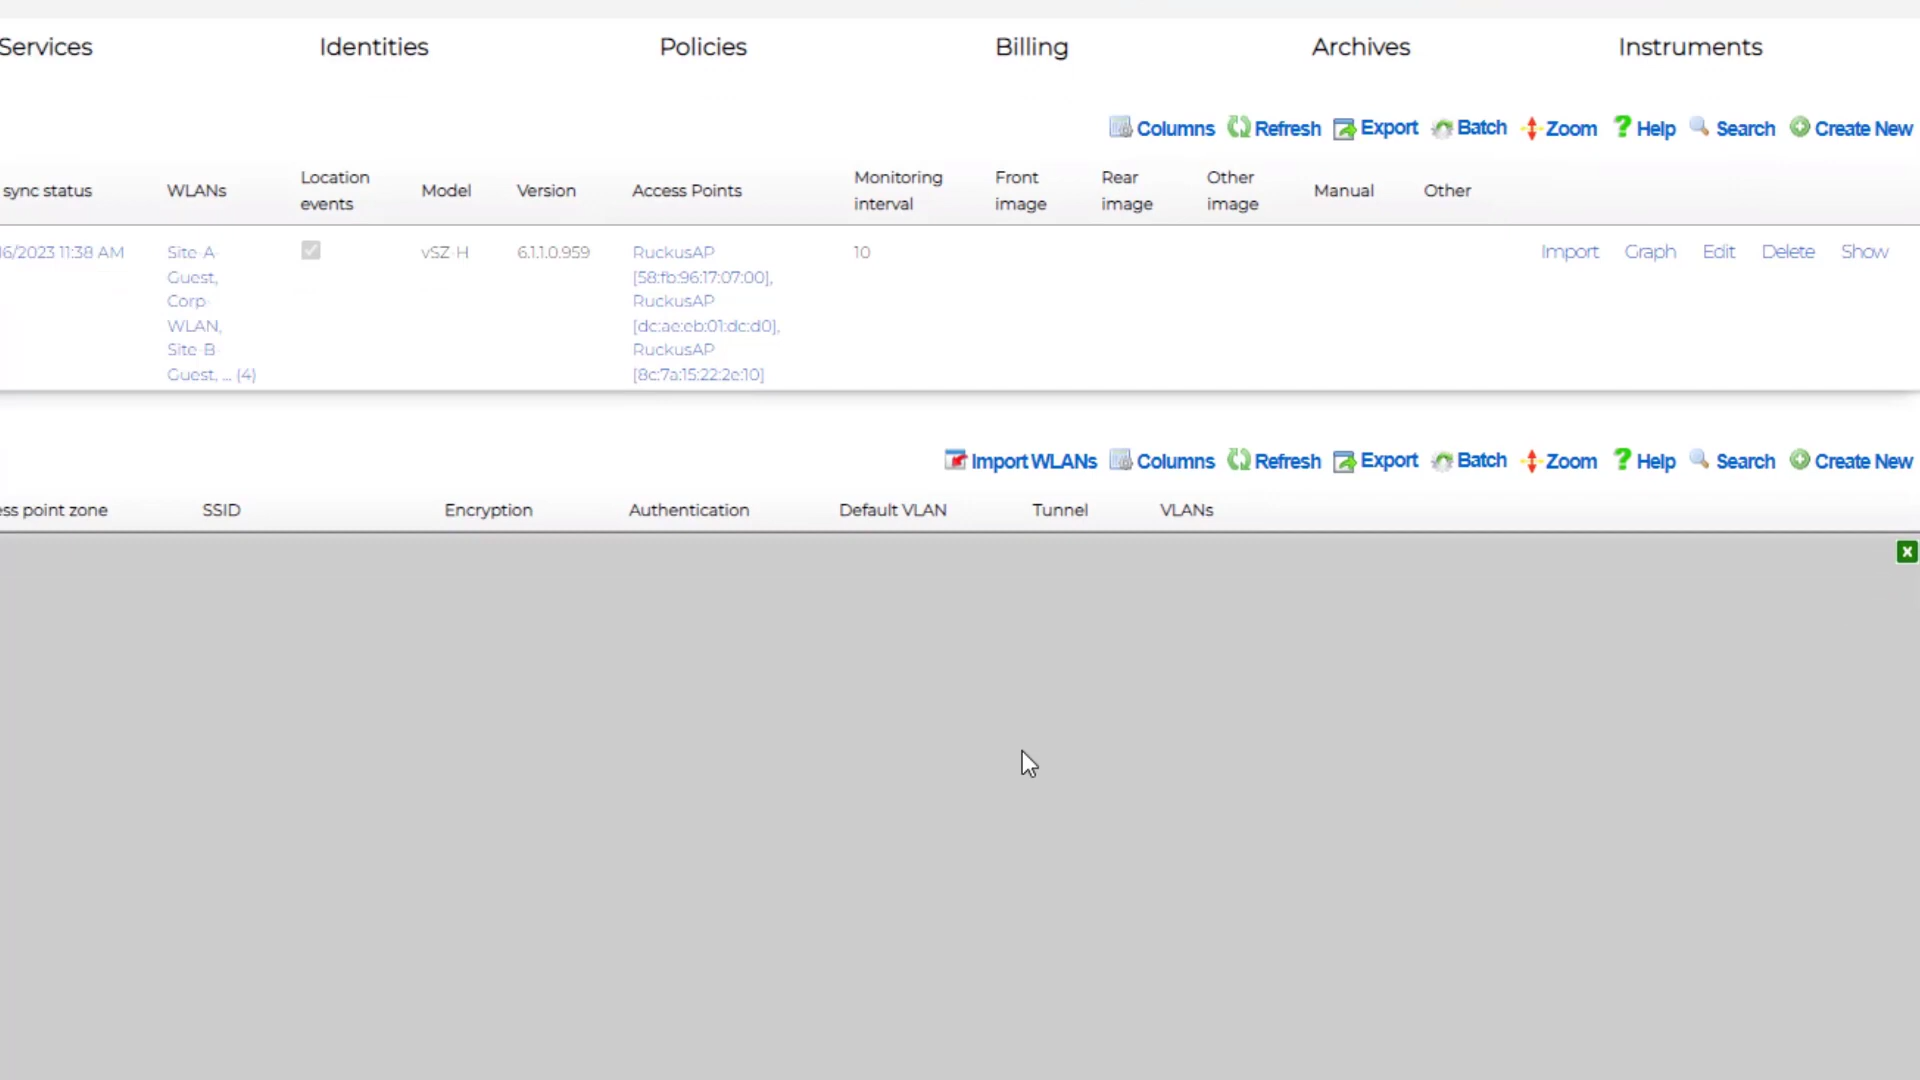 Services Identities Policies Billing Archives Instruments
Columns Refresh Export Batch Zoom Help Search Create New
sync status WLANs Location events Model Version Access Points Monitoring interval Front image Rear image Other image Manual Other
16/2023 11:38 AM Site-A- vSZ-H 6.1.1.0.959 RuckusAP 10 Import Graph Edit Delete Show
Guest, [58:fb:96:17:07:00],
Corp- RuckusAP
WLAN, [dc:ae:eb:01:dc:d0],
Site-B- RuckusAP
Guest, ... (4) [8c:7a:15:22:2e:10]
Import WLANs Columns Refresh Export Batch Zoom Help Search Create New
ess point zone SSID Encryption Authentication Default VLAN Tunnel VLANs